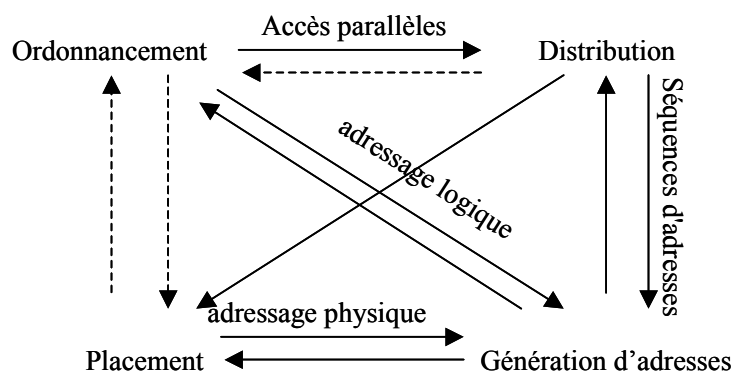 Accès parallèles
Ordonnancement
Distribution
Séquences d'adresses
adressage logique
adressage physique
Placement
Génération d’adresses